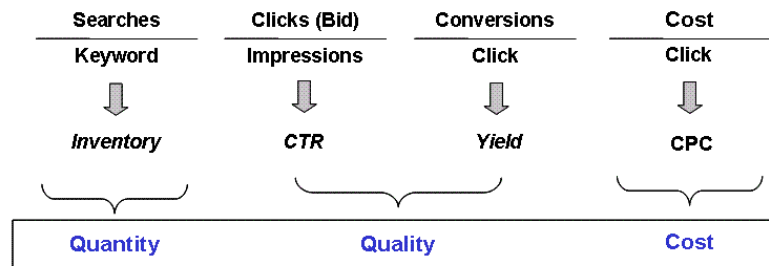 Searches Clicks (Bid) Conversions Cost
Keyword Impressions Click Click
Inventory CTR Yield CPC
Quantity Quality Cost